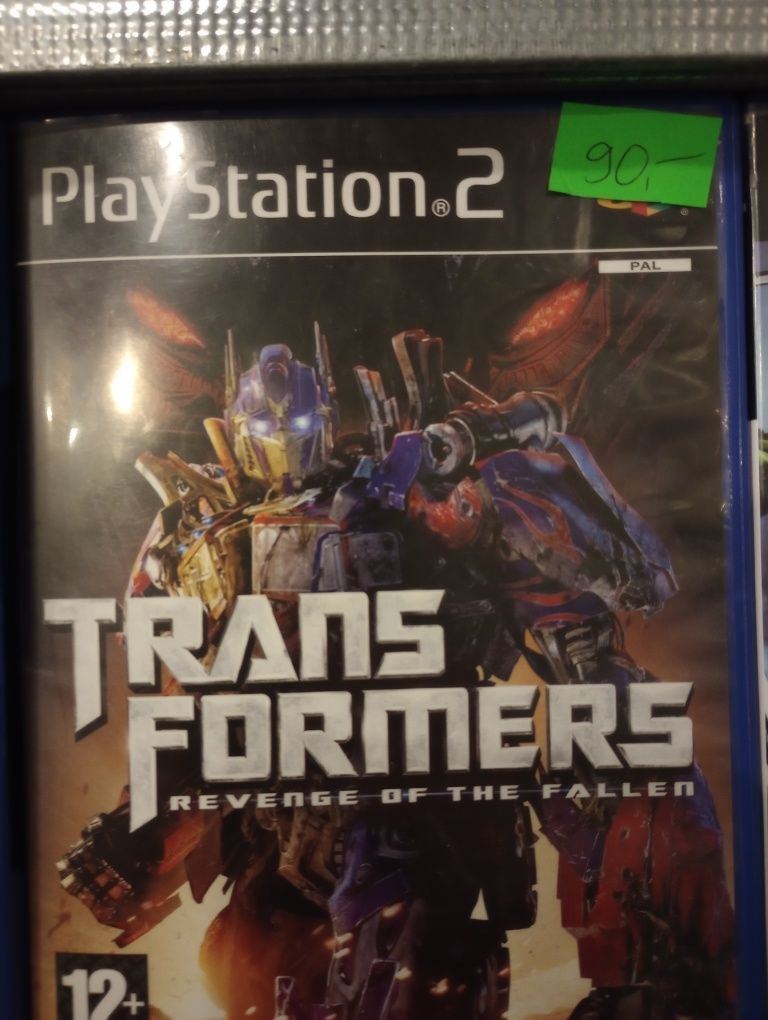 90,-
PlayStation®2
PAL
TRANS
FORMERS
REVENGE OF THE FALLEN
12+